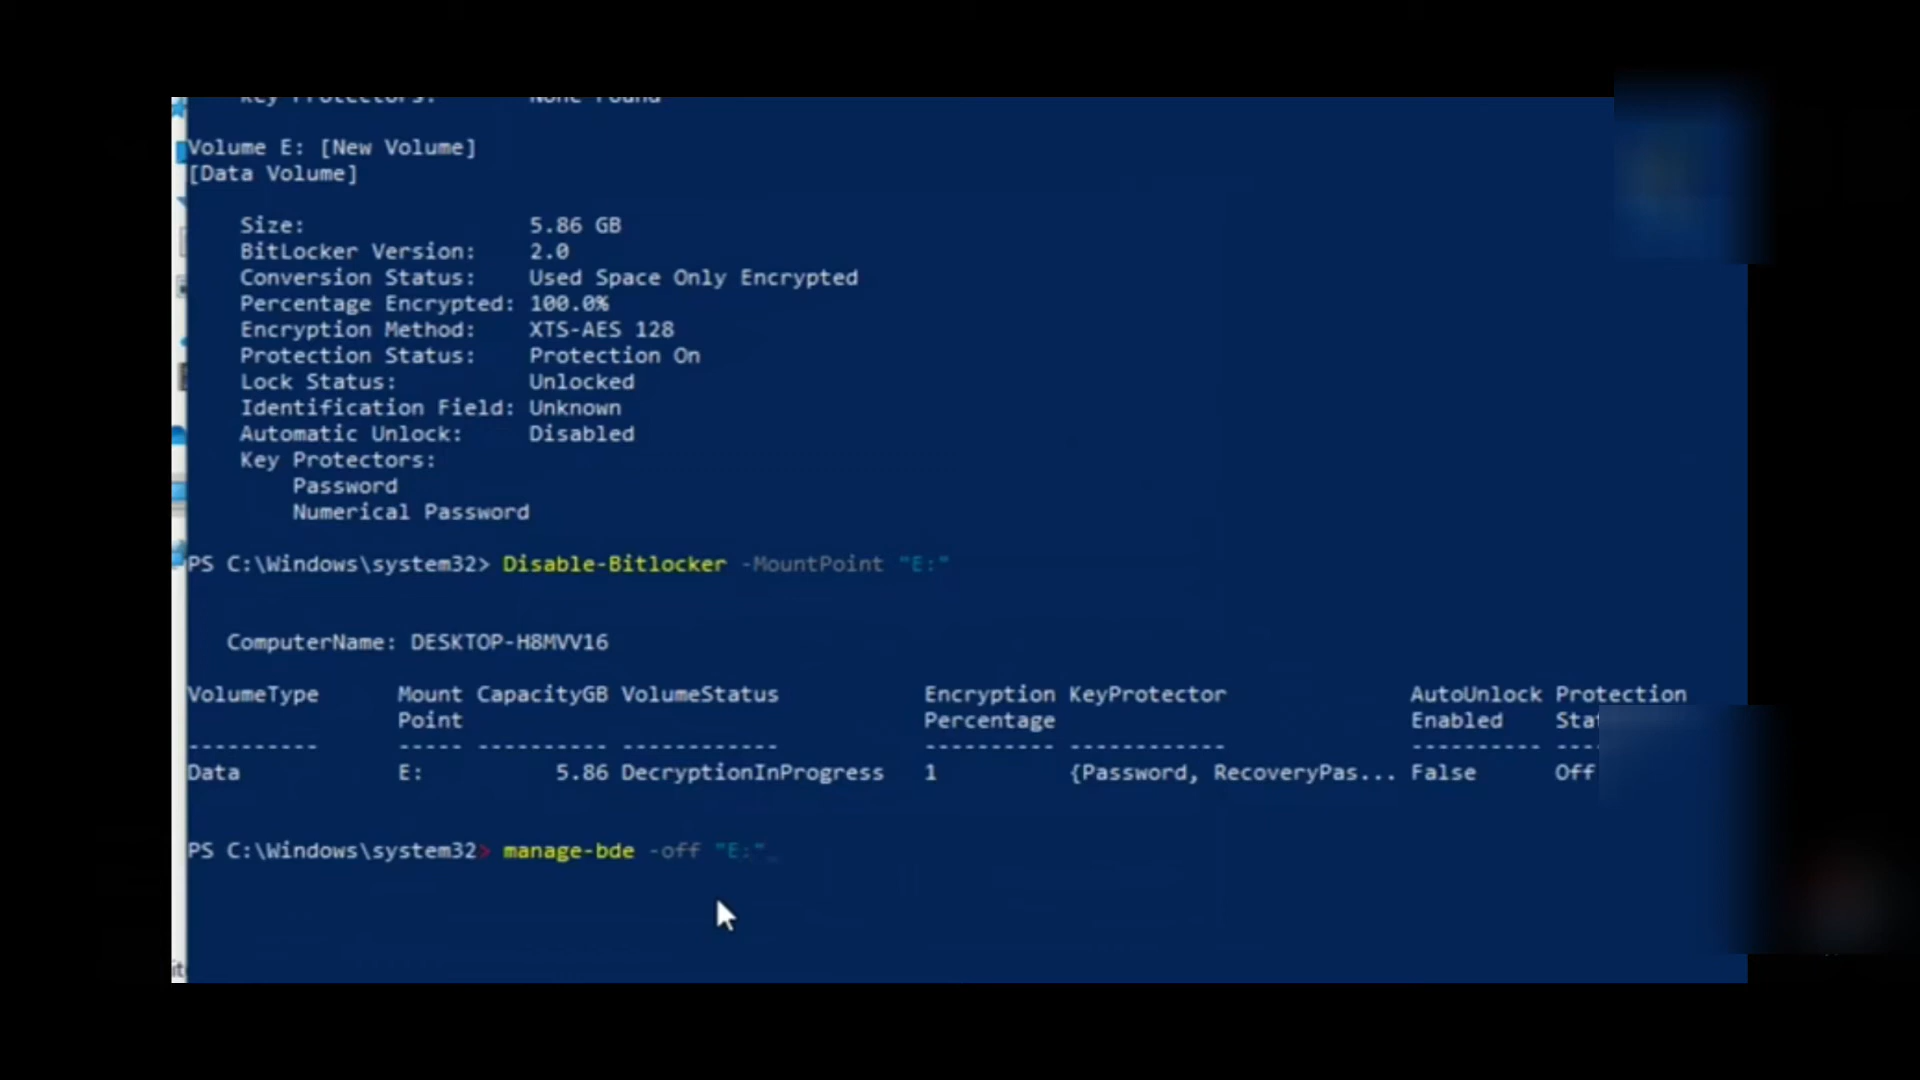 Key Protectors: None Found
Volume E: [New Volume]
[Data Volume]
Size: 5.86 GB
BitLocker Version: 2.0
Conversion Status: Used Space Only Encrypted
Percentage Encrypted: 100.0%
Encryption Method: XTS-AES 128
Protection Status: Protection On
Lock Status: Unlocked
Identification Field: Unknown
Automatic Unlock: Disabled
Key Protectors:
Password
Numerical Password
PS C:\Windows\system32> Disable-Bitlocker -MountPoint "E:"
ComputerName: DESKTOP-H8MVV16
VolumeType Mount CapacityGB VolumeStatus Encryption KeyProtector AutoUnlock Protection
Point Percentage Enabled
---------- ----- ---------- ------------ ---------- ------------ ---------- ----
Data E: 5.86 DecryptionInProgress 1 {Password, RecoveryPas... False Off
PS C:\Windows\system32> manage-bde -off "E:"_